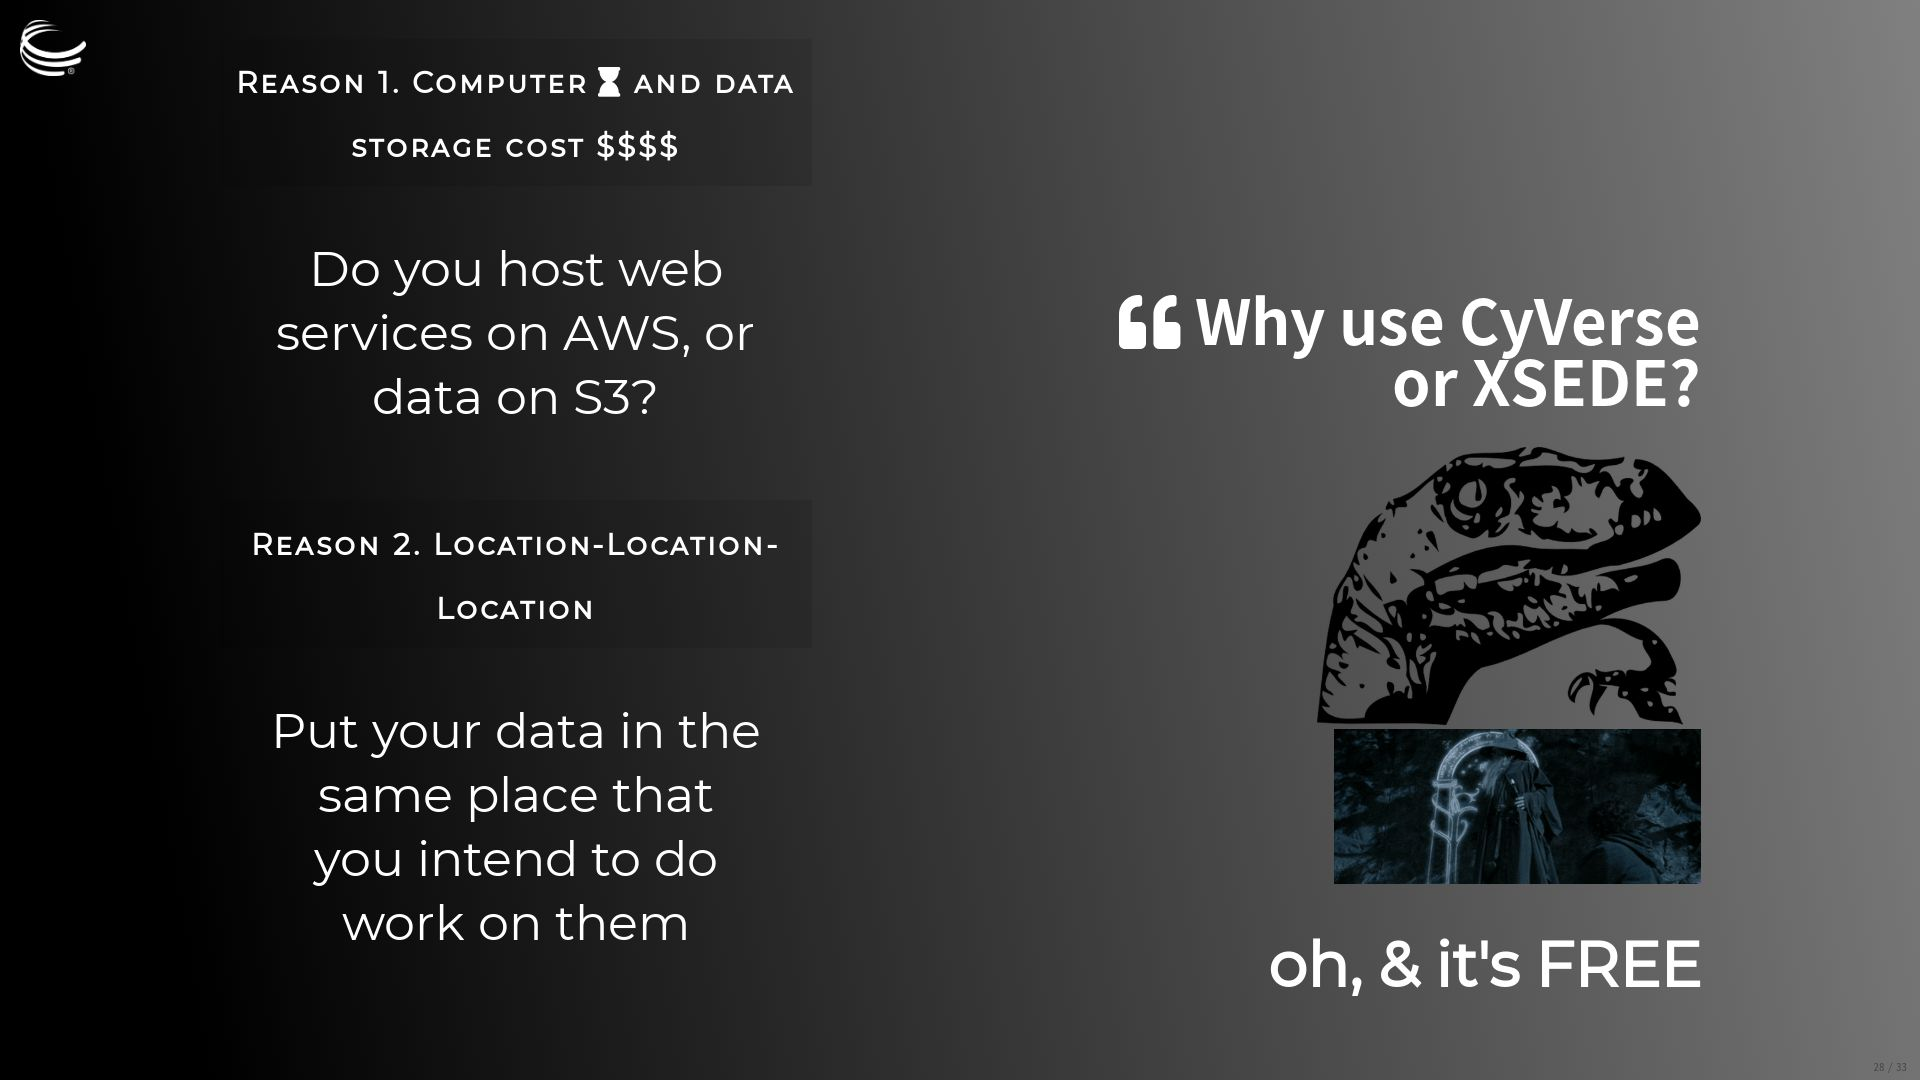 Reason 1. Computer and data
storage cost $$$$
Do you host web
services on AWS, or
data on S3?
Reason 2. Location-Location-
Location
Put your data in the
same place that
you intend to do
work on them
“ Why use CyVerse
or XSEDE?
oh, & it's FREE
28 / 33